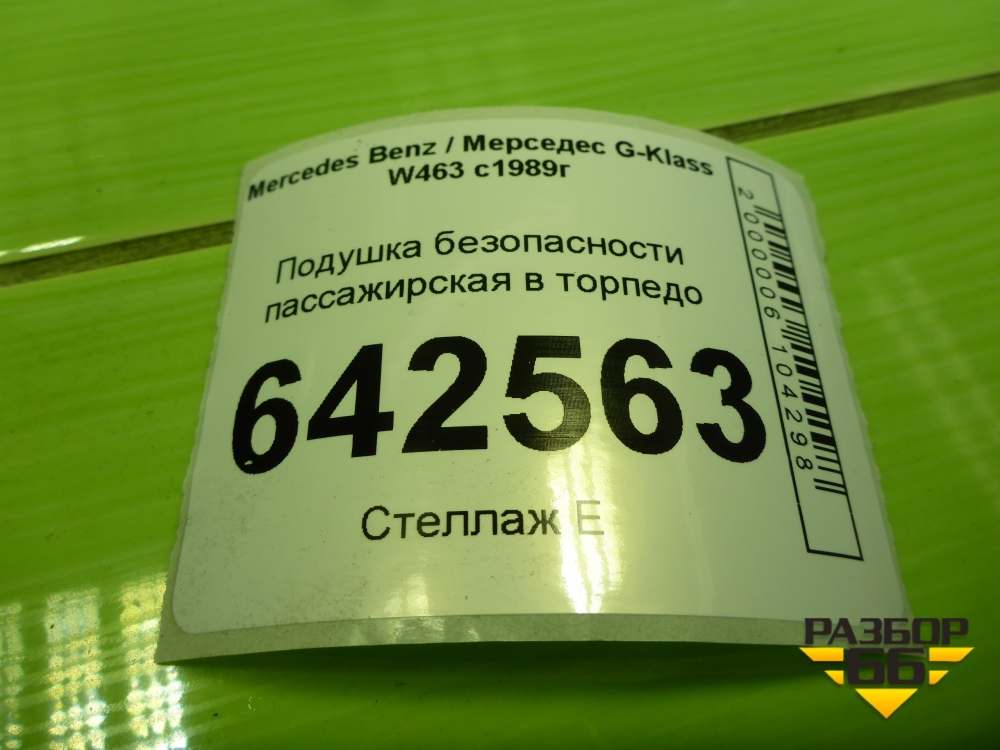 Mercedes Benz / Мерседес G-Klass
W463 с1989г
Подушка безопасности
пассажирская в торпедо
642563
Стеллаж Е
2000006104298
РАЗБОР
66